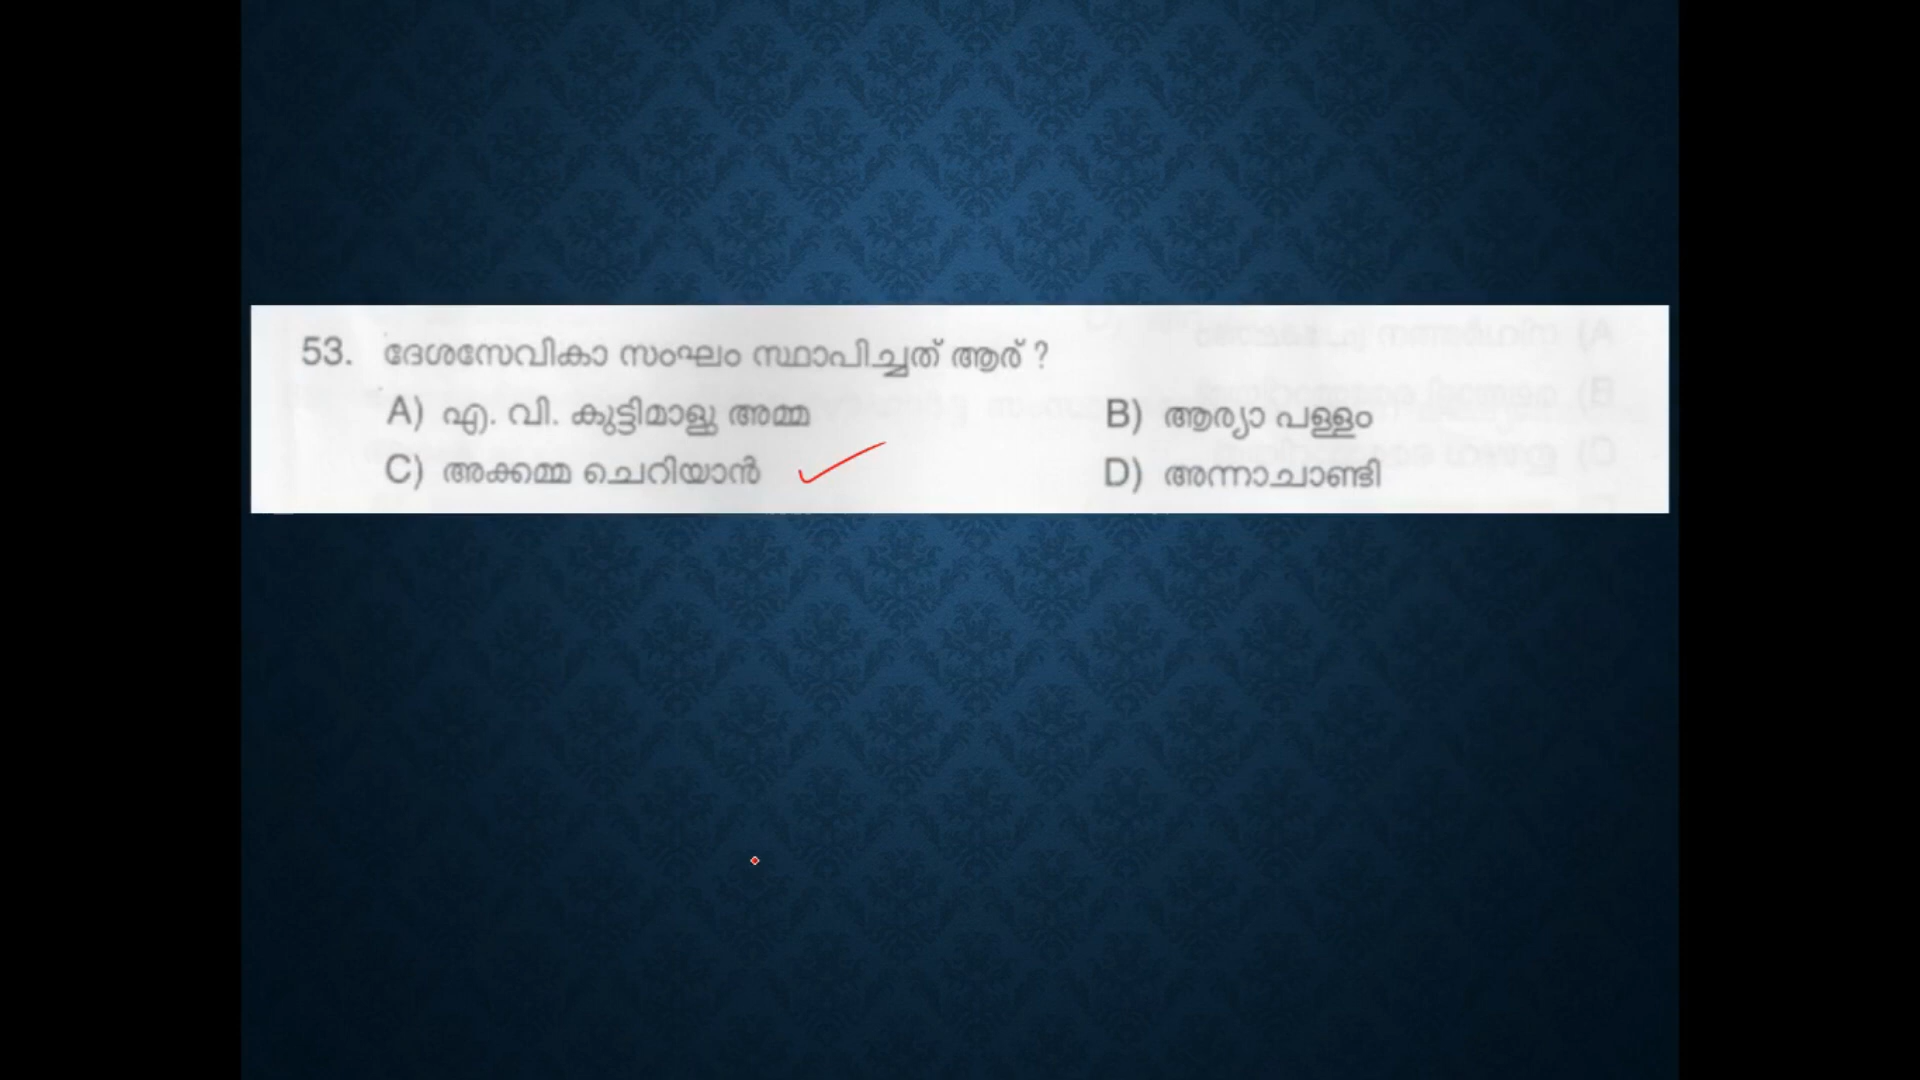 53. ദേശസേവികാ സംഘം സ്ഥാപിച്ചത് ആര് ?
A) എ. വി. കുട്ടിമാളു അമ്മ B) ആര്യാ പള്ളം
C) അക്കമ്മ ചെറിയാൻ D) അന്നാചാണ്ടി